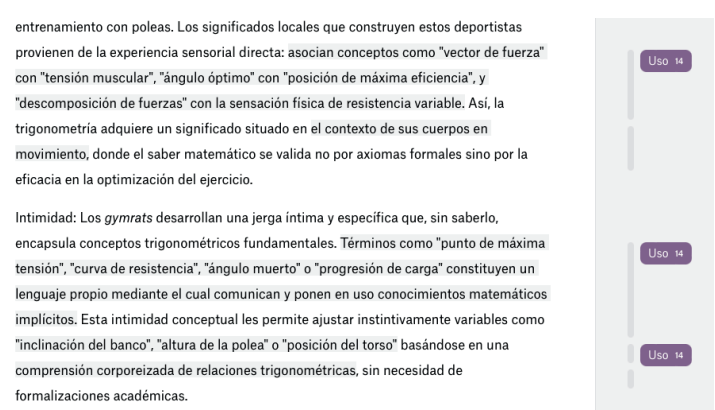 entrenamiento con poleas. Los significados locales que construyen estos deportistas
provienen de la experiencia sensorial directa: asocian conceptos como "vector de fuerza"
con "tensión muscular", "ángulo óptimo" con "posición de máxima eficiencia", y
"descomposición de fuerzas" con la sensación física de resistencia variable. Así, la
trigonometría adquiere un significado situado en el contexto de sus cuerpos en
movimiento, donde el saber matemático se valida no por axiomas formales sino por la
eficacia en la optimización del ejercicio.
Intimidad: Los gymrats desarrollan una jerga íntima y específica que, sin saberlo,
encapsula conceptos trigonométricos fundamentales. Términos como "punto de máxima
tensión", "curva de resistencia", "ángulo muerto" o "progresión de carga" constituyen un
lenguaje propio mediante el cual comunican y ponen en uso conocimientos matemáticos
implícitos. Esta intimidad conceptual les permite ajustar instintivamente variables como
"inclinación del banco", "altura de la polea" o "posición del torso" basándose en una
comprensión corporeizada de relaciones trigonométricas, sin necesidad de
formalizaciones académicas.
Uso 14
Uso 14
Uso 14